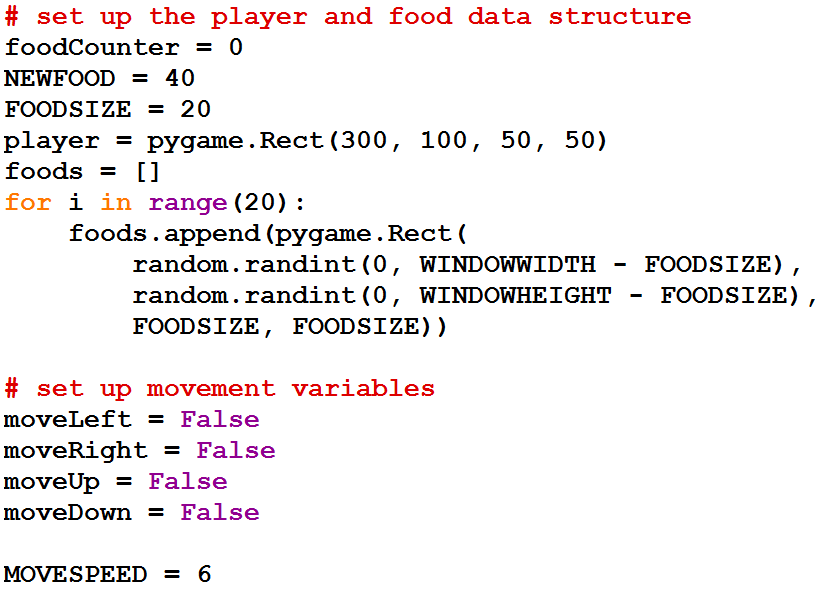 # set up the player and food data structure
foodCounter = 0
NEWFOOD = 40
FOODSIZE = 20
player = pygame.Rect(300, 100, 50, 50)
foods = []
for i in range(20):
    foods.append(pygame.Rect(
        random.randint(0, WINDOWWIDTH - FOODSIZE),
        random.randint(0, WINDOWHEIGHT - FOODSIZE),
        FOODSIZE, FOODSIZE))

# set up movement variables
moveLeft = False
moveRight = False
moveUp = False
moveDown = False

MOVESPEED = 6